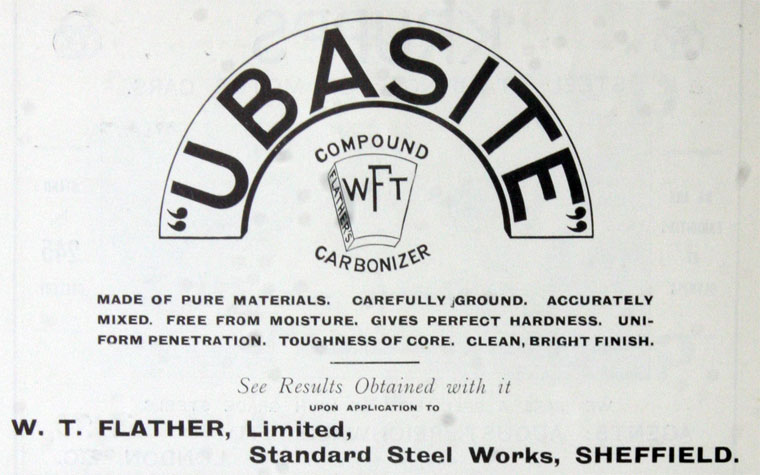 "UBASITE"
COMPOUND
FLATHER'S
WFT
CARBONIZER
MADE OF PURE MATERIALS. CAREFULLY GROUND. ACCURATELY
MIXED. FREE FROM MOISTURE. GIVES PERFECT HARDNESS. UNI-
FORM PENETRATION. TOUGHNESS OF CORE. CLEAN, BRIGHT FINISH.
See Results Obtained with it
UPON APPLICATION TO
W. T. FLATHER, Limited,
Standard Steel Works, SHEFFIELD.